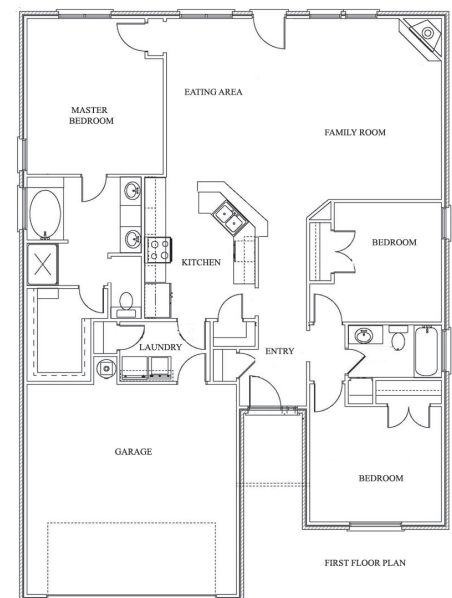 EATING AREA
MASTER
BEDROOM
FAMILY ROOM
BEDROOM
KITCHEN
LAUNDRY
ENTRY
GARAGE
BEDROOM
FIRST FLOOR PLAN